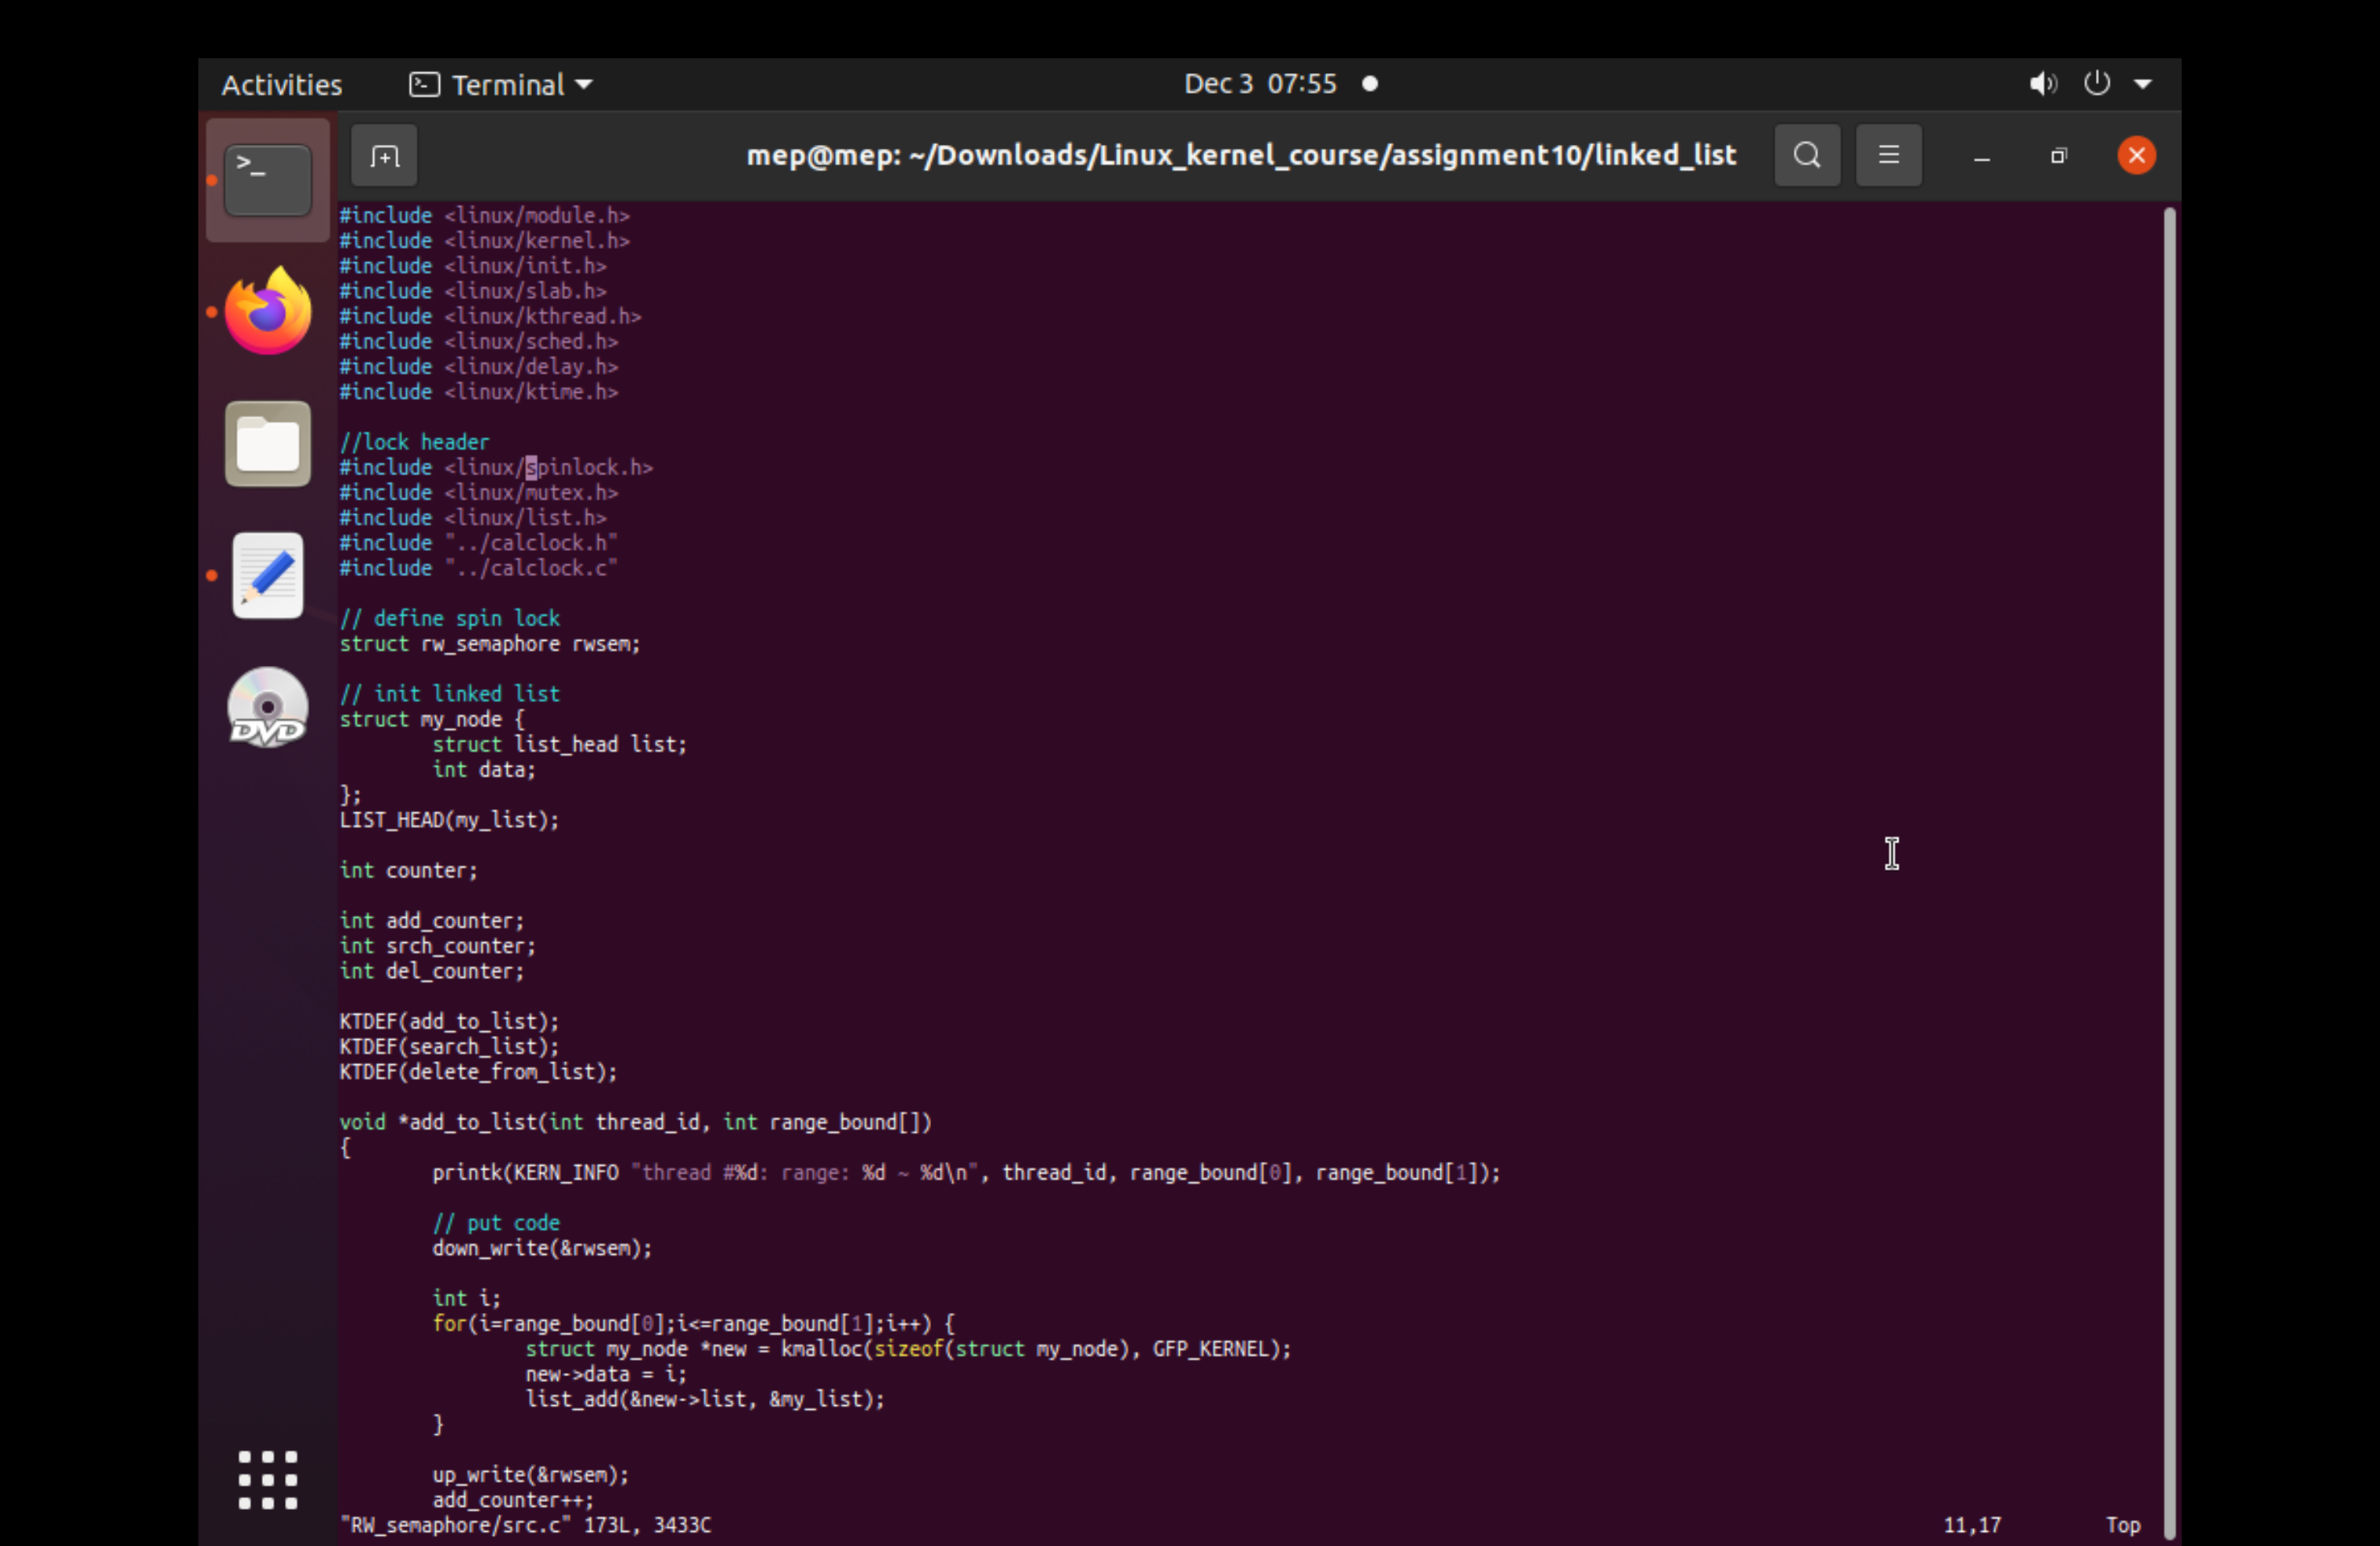 Activities Terminal Dec 3 07:55
mep@mep: ~/Downloads/Linux_kernel_course/assignment10/linked_list
#include <linux/module.h>
#include <linux/kernel.h>
#include <linux/init.h>
#include <linux/slab.h>
#include <linux/kthread.h>
#include <linux/sched.h>
#include <linux/delay.h>
#include <linux/ktime.h>
//lock header
#include <linux/spinlock.h>
#include <linux/mutex.h>
#include <linux/list.h>
#include "../calclock.h"
#include "../calclock.c"
// define spin lock
struct rw_semaphore rwsem;
// init linked list
struct my_node {
        struct list_head list;
        int data;
};
LIST_HEAD(my_list);
int counter;
int add_counter;
int srch_counter;
int del_counter;
KTDEF(add_to_list);
KTDEF(search_list);
KTDEF(delete_from_list);
void *add_to_list(int thread_id, int range_bound[])
{
        printk(KERN_INFO "thread #%d: range: %d ~ %d\n", thread_id, range_bound[0], range_bound[1]);
        // put code
        down_write(&rwsem);
        int i;
        for(i=range_bound[0];i<=range_bound[1];i++) {
                struct my_node *new = kmalloc(sizeof(struct my_node), GFP_KERNEL);
                new->data = i;
                list_add(&new->list, &my_list);
        }
        up_write(&rwsem);
        add_counter++;
"RW_semaphore/src.c" 173L, 3433C 11,17 Top
DVD